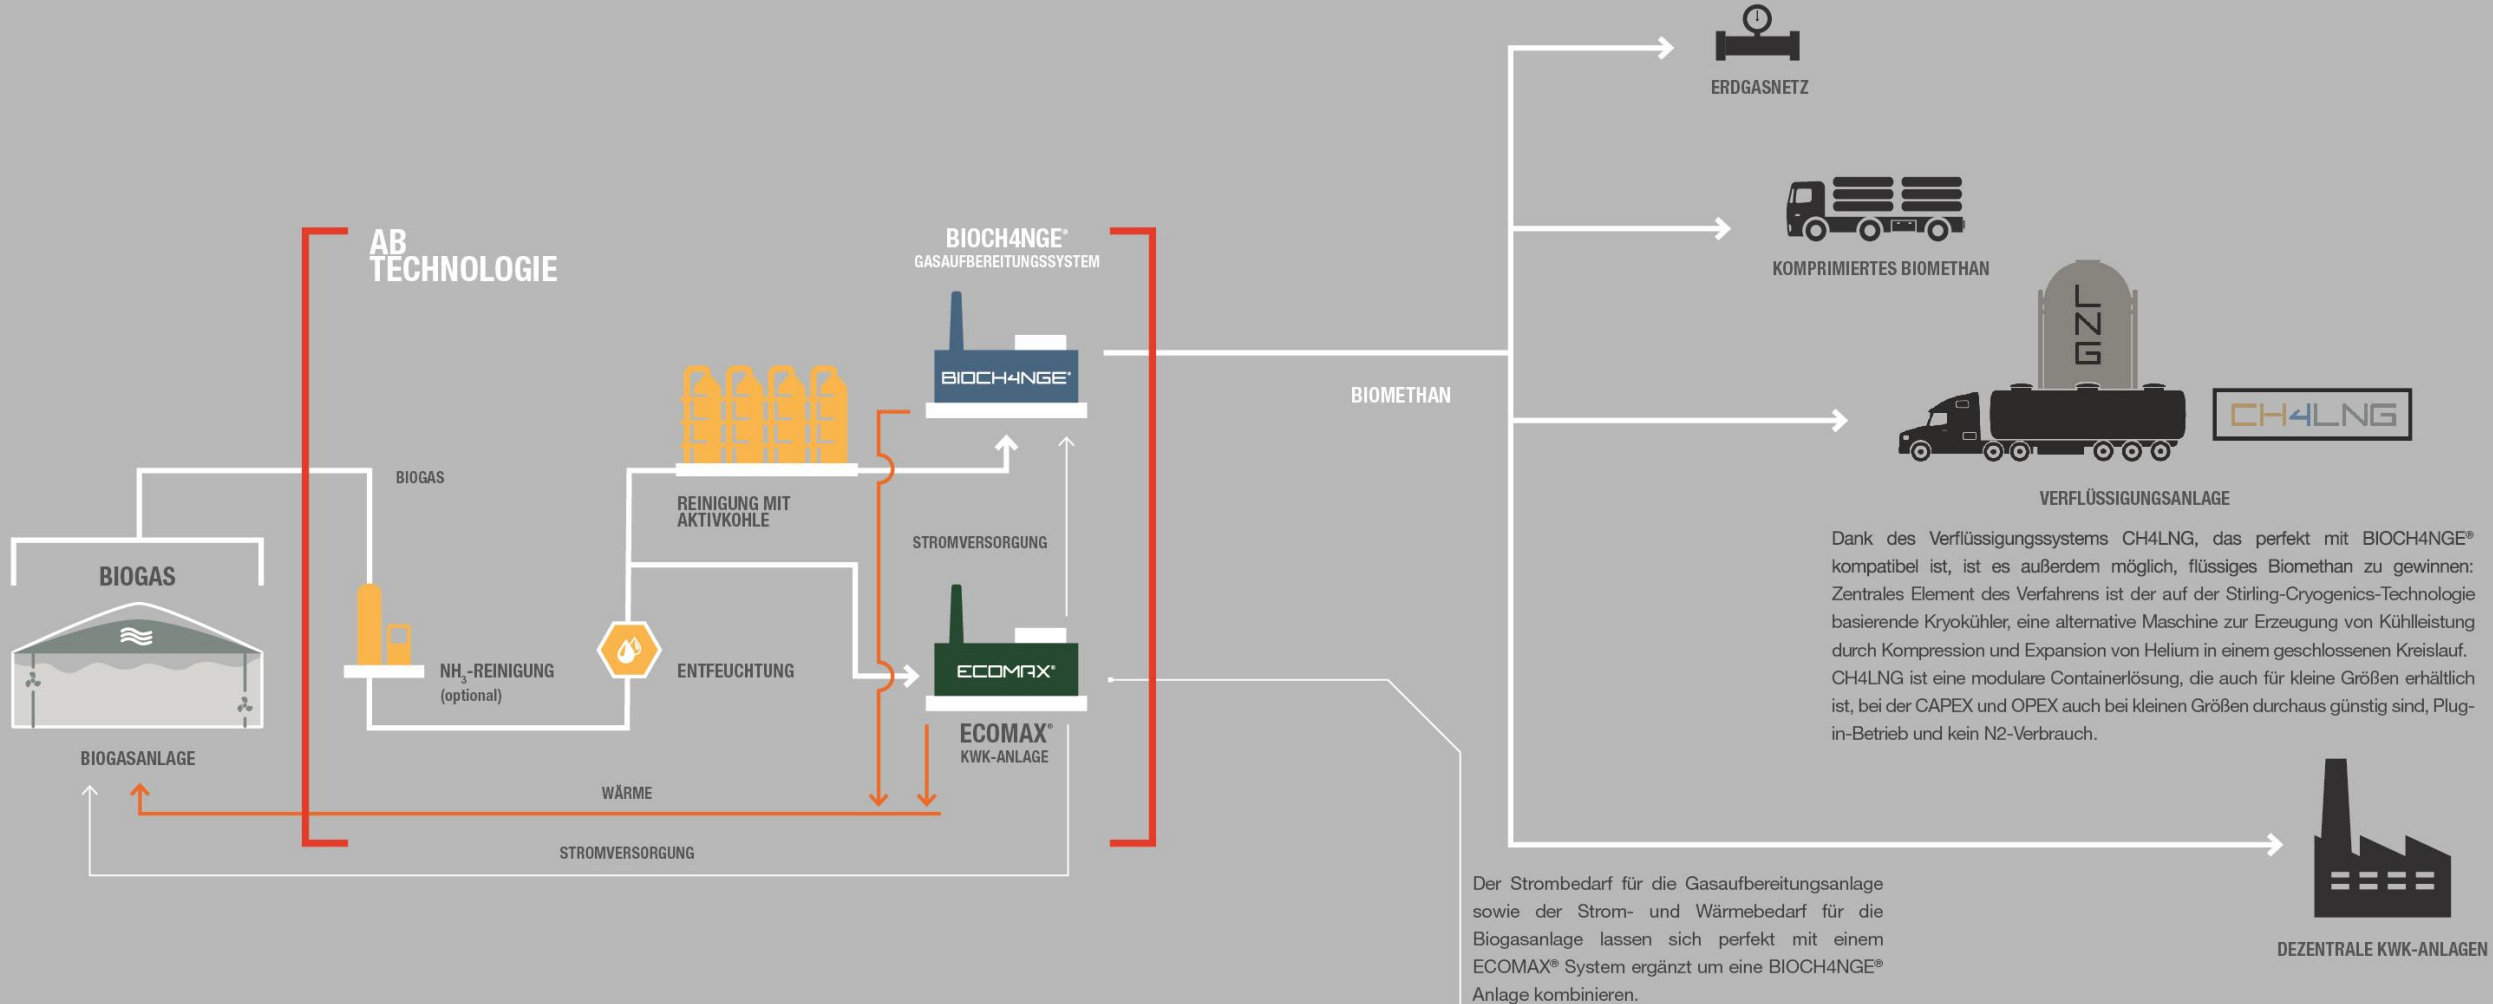 ERDGASNETZ
KOMPRIMIERTES BIOMETHAN
AB
TECHNOLOGIE
BIOCH4NGE®
GASAUFBEREITUNGSSYSTEM
BIOCH4NGE®
LNG
CH4LNG
BIOMETHAN
BIOGAS
REINIGUNG MIT
AKTIVKOHLE
STROMVERSORGUNG
VERFLÜSSIGUNGSANLAGE
Dank des Verflüssigungssystems CH4LNG, das perfekt mit BIOCH4NGE®
kompatibel ist, ist es außerdem möglich, flüssiges Biomethan zu gewinnen:
Zentrales Element des Verfahrens ist der auf der Stirling-Cryogenics-Technologie
basierende Kryokühler, eine alternative Maschine zur Erzeugung von Kühlleistung
durch Kompression und Expansion von Helium in einem geschlossenen Kreislauf.
CH4LNG ist eine modulare Containerlösung, die auch für kleine Größen erhältlich
ist, bei der CAPEX und OPEX auch bei kleinen Größen durchaus günstig sind, Plug-
in-Betrieb und kein N2-Verbrauch.
BIOGAS
NH₃-REINIGUNG
(optional)
ENTFEUCHTUNG
ECOMAX®
ECOMAX®
KWK-ANLAGE
BIOGASANLAGE
WÄRME
STROMVERSORGUNG
Der Strombedarf für die Gasaufbereitungsanlage
sowie der Strom- und Wärmebedarf für die
Biogasanlage lassen sich perfekt mit einem
ECOMAX® System ergänzt um eine BIOCH4NGE®
Anlage kombinieren.
DEZENTRALE KWK-ANLAGEN